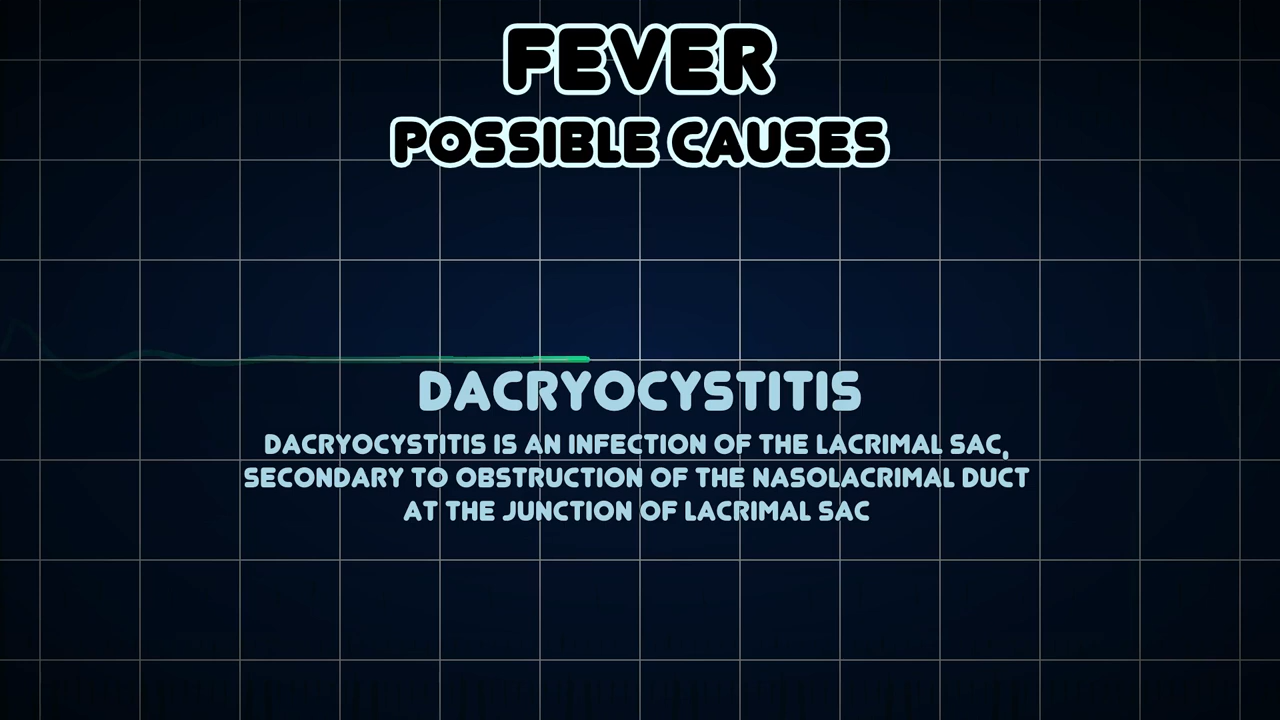 FEVER
POSSIBLE CAUSES
DACRYOCYSTITIS
DACRYOCYSTITIS IS AN INFECTION OF THE LACRIMAL SAC,
SECONDARY TO OBSTRUCTION OF THE NASOLACRIMAL DUCT
AT THE JUNCTION OF LACRIMAL SAC